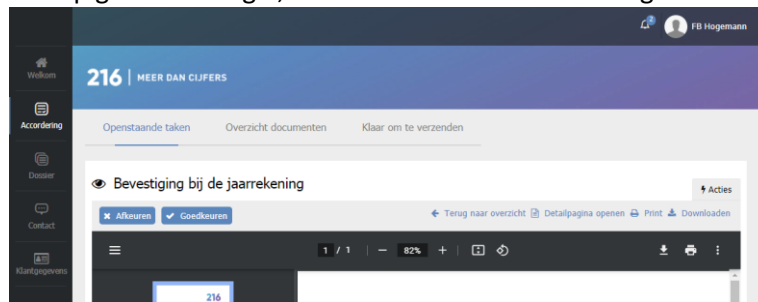 2
FB Hogemann
Welkom
216 | MEER DAN CIJFERS
Accordering
Openstaande taken Overzicht documenten Klaar om te verzenden
Dossier
Bevestiging bij de jaarrekening
Acties
Afkeuren Goedkeuren Terug naar overzicht Detailpagina openen Print Downloaden
Contact
1 / 1 | − 82% + |
Klantgegevens
216